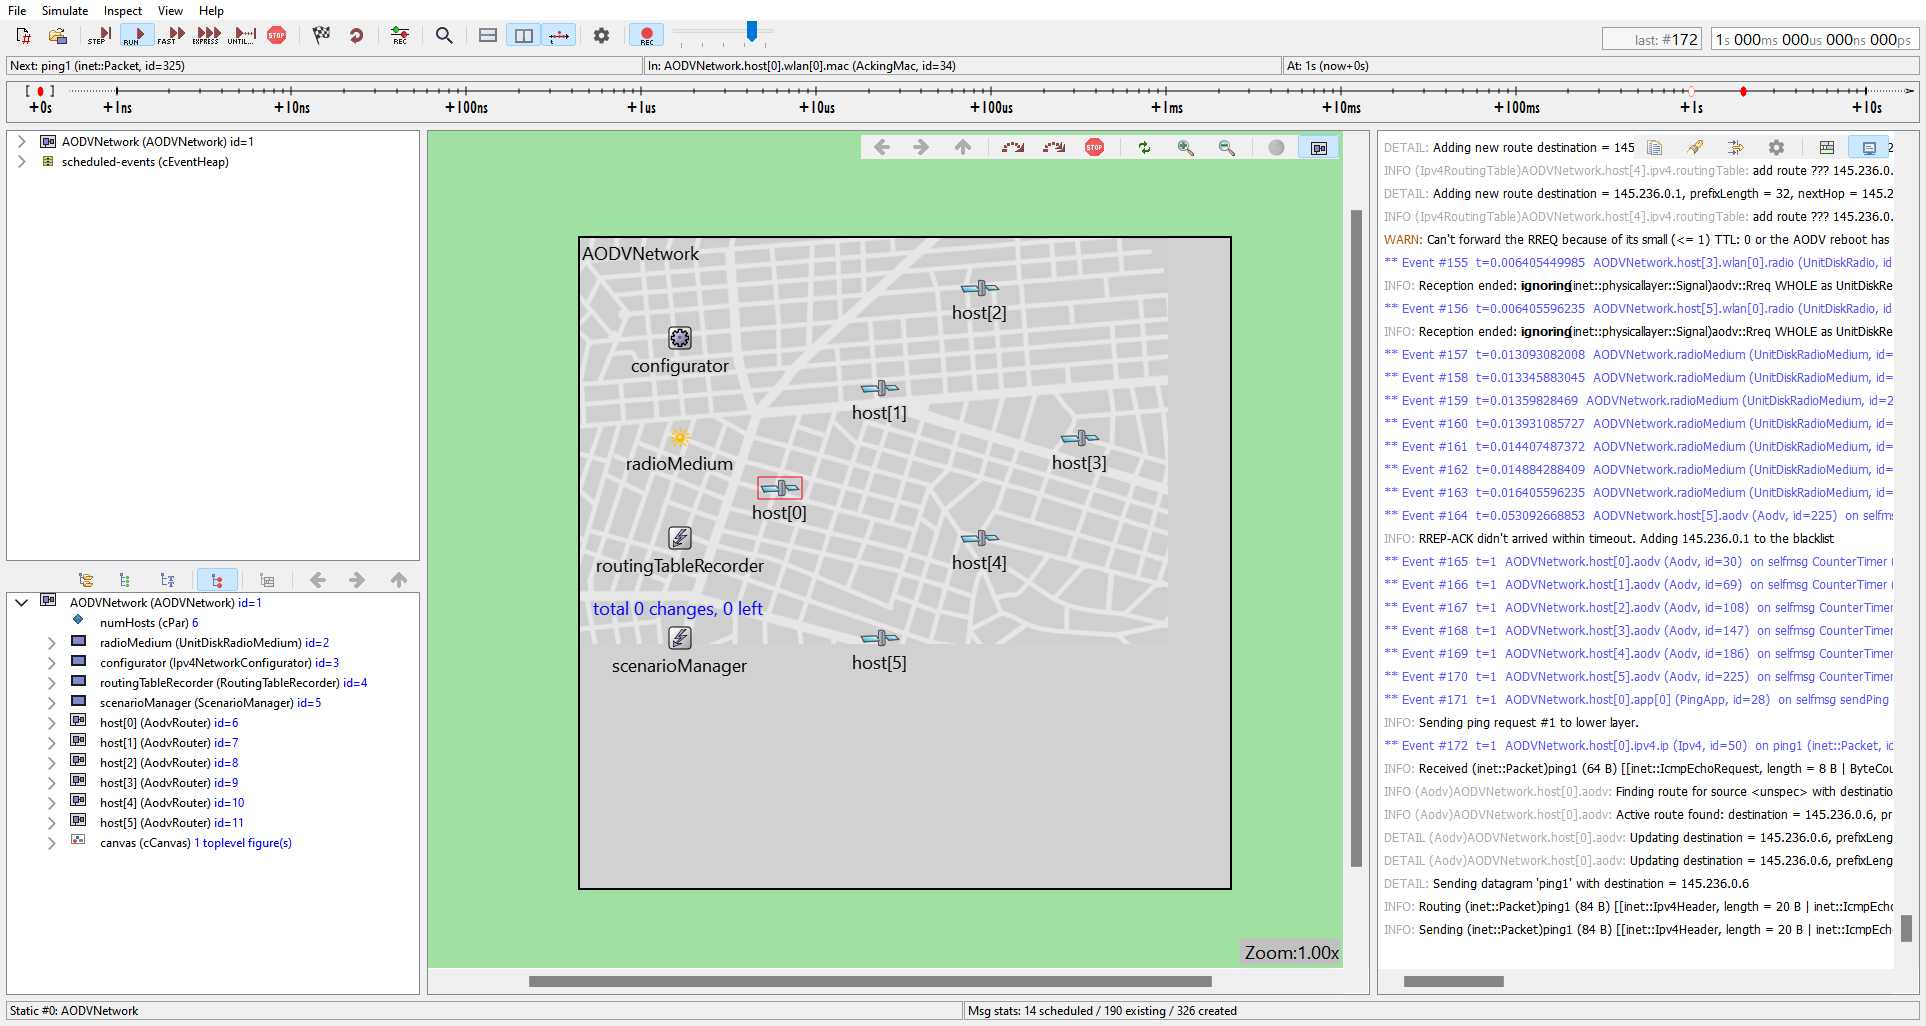 File Simulate Inspect View Help
STEP RUN FAST EXPRESS UNTIL... STOP REC REC
last: #172 1s 000ms 000us 000ns 000ps
Next: ping1 (inet::Packet, id=325) In: AODVNetwork.host[0].wlan[0].mac (AckingMac, id=34) At: 1s (now+0s)
+0s +1ns +10ns +100ns +1us +10us +100us +1ms +10ms +100ms +1s +10s
AODVNetwork (AODVNetwork) id=1
scheduled-events (cEventHeap)
AODVNetwork (AODVNetwork) id=1
numHosts (cPar) 6
radioMedium (UnitDiskRadioMedium) id=2
configurator (Ipv4NetworkConfigurator) id=3
routingTableRecorder (RoutingTableRecorder) id=4
scenarioManager (ScenarioManager) id=5
host[0] (AodvRouter) id=6
host[1] (AodvRouter) id=7
host[2] (AodvRouter) id=8
host[3] (AodvRouter) id=9
host[4] (AodvRouter) id=10
host[5] (AodvRouter) id=11
canvas (cCanvas) 1 toplevel figure(s)
STOP
AODVNetwork
host[2]
configurator
host[1]
host[3]
radioMedium
host[0]
host[4]
routingTableRecorder
total 0 changes, 0 left
host[5]
scenarioManager
Zoom:1.00x
DETAIL: Adding new route destination = 145 2
INFO (Ipv4RoutingTable)AODVNetwork.host[4].ipv4.routingTable: add route ??? 145.236.0.
DETAIL: Adding new route destination = 145.236.0.1, prefixLength = 32, nextHop = 145.2
INFO (Ipv4RoutingTable)AODVNetwork.host[4].ipv4.routingTable: add route ??? 145.236.0.
WARN: Can't forward the RREQ because of its small (<= 1) TTL: 0 or the AODV reboot has
** Event #155 t=0.006405449985 AODVNetwork.host[3].wlan[0].radio (UnitDiskRadio, id
INFO: Reception ended: ignoring(inet::physicallayer::Signal)aodv::Rreq WHOLE as UnitDiskRe
** Event #156 t=0.006405596235 AODVNetwork.host[5].wlan[0].radio (UnitDiskRadio, id
INFO: Reception ended: ignoring(inet::physicallayer::Signal)aodv::Rreq WHOLE as UnitDiskRe
** Event #157 t=0.013093082008 AODVNetwork.radioMedium (UnitDiskRadioMedium, id=
** Event #158 t=0.013345883045 AODVNetwork.radioMedium (UnitDiskRadioMedium, id=
** Event #159 t=0.01359828469 AODVNetwork.radioMedium (UnitDiskRadioMedium, id=2
** Event #160 t=0.013931085727 AODVNetwork.radioMedium (UnitDiskRadioMedium, id=
** Event #161 t=0.014407487372 AODVNetwork.radioMedium (UnitDiskRadioMedium, id=
** Event #162 t=0.014884288409 AODVNetwork.radioMedium (UnitDiskRadioMedium, id=
** Event #163 t=0.016405596235 AODVNetwork.radioMedium (UnitDiskRadioMedium, id=
** Event #164 t=0.053092668853 AODVNetwork.host[5].aodv (Aodv, id=225) on selfm
INFO: RREP-ACK didn't arrived within timeout. Adding 145.236.0.1 to the blacklist
** Event #165 t=1 AODVNetwork.host[0].aodv (Aodv, id=30) on selfmsg CounterTimer (
** Event #166 t=1 AODVNetwork.host[1].aodv (Aodv, id=69) on selfmsg CounterTimer (
** Event #167 t=1 AODVNetwork.host[2].aodv (Aodv, id=108) on selfmsg CounterTimer
** Event #168 t=1 AODVNetwork.host[3].aodv (Aodv, id=147) on selfmsg CounterTimer
** Event #169 t=1 AODVNetwork.host[4].aodv (Aodv, id=186) on selfmsg CounterTimer
** Event #170 t=1 AODVNetwork.host[5].aodv (Aodv, id=225) on selfmsg CounterTimer
** Event #171 t=1 AODVNetwork.host[0].app[0] (PingApp, id=28) on selfmsg sendPing
INFO: Sending ping request #1 to lower layer.
** Event #172 t=1 AODVNetwork.host[0].ipv4.ip (Ipv4, id=50) on ping1 (inet::Packet, id
INFO: Received (inet::Packet)ping1 (64 B) [[inet::IcmpEchoRequest, length = 8 B | ByteCou
INFO (Aodv)AODVNetwork.host[0].aodv: Finding route for source <unspec> with destinatio
INFO (Aodv)AODVNetwork.host[0].aodv: Active route found: destination = 145.236.0.6, pr
DETAIL (Aodv)AODVNetwork.host[0].aodv: Updating destination = 145.236.0.6, prefixLeng
DETAIL (Aodv)AODVNetwork.host[0].aodv: Updating destination = 145.236.0.6, prefixLeng
DETAIL: Sending datagram 'ping1' with destination = 145.236.0.6
INFO: Routing (inet::Packet)ping1 (84 B) [[inet::Ipv4Header, length = 20 B | inet::IcmpEcho
INFO: Sending (inet::Packet)ping1 (84 B) [[inet::Ipv4Header, length = 20 B | inet::IcmpEch
Static #0: AODVNetwork Msg stats: 14 scheduled / 190 existing / 326 created